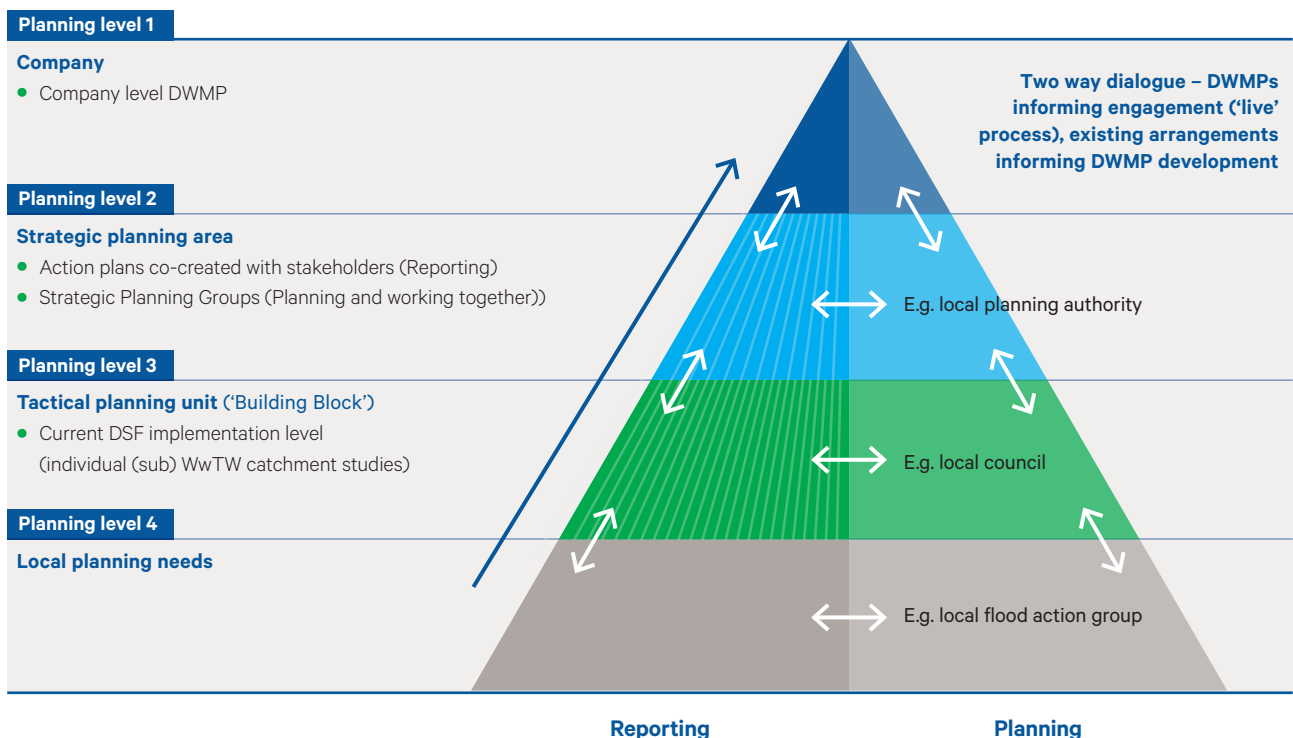 Planning level 1
Company
• Company level DWMP
Two way dialogue – DWMPs
informing engagement (‘live’
process), existing arrangements
informing DWMP development
Planning level 2
Strategic planning area
• Action plans co-created with stakeholders (Reporting)
• Strategic Planning Groups (Planning and working together))
E.g. local planning authority
Planning level 3
Tactical planning unit (‘Building Block’)
• Current DSF implementation level
(individual (sub) WwTW catchment studies)
E.g. local council
Planning level 4
Local planning needs
E.g. local flood action group
Reporting
Planning